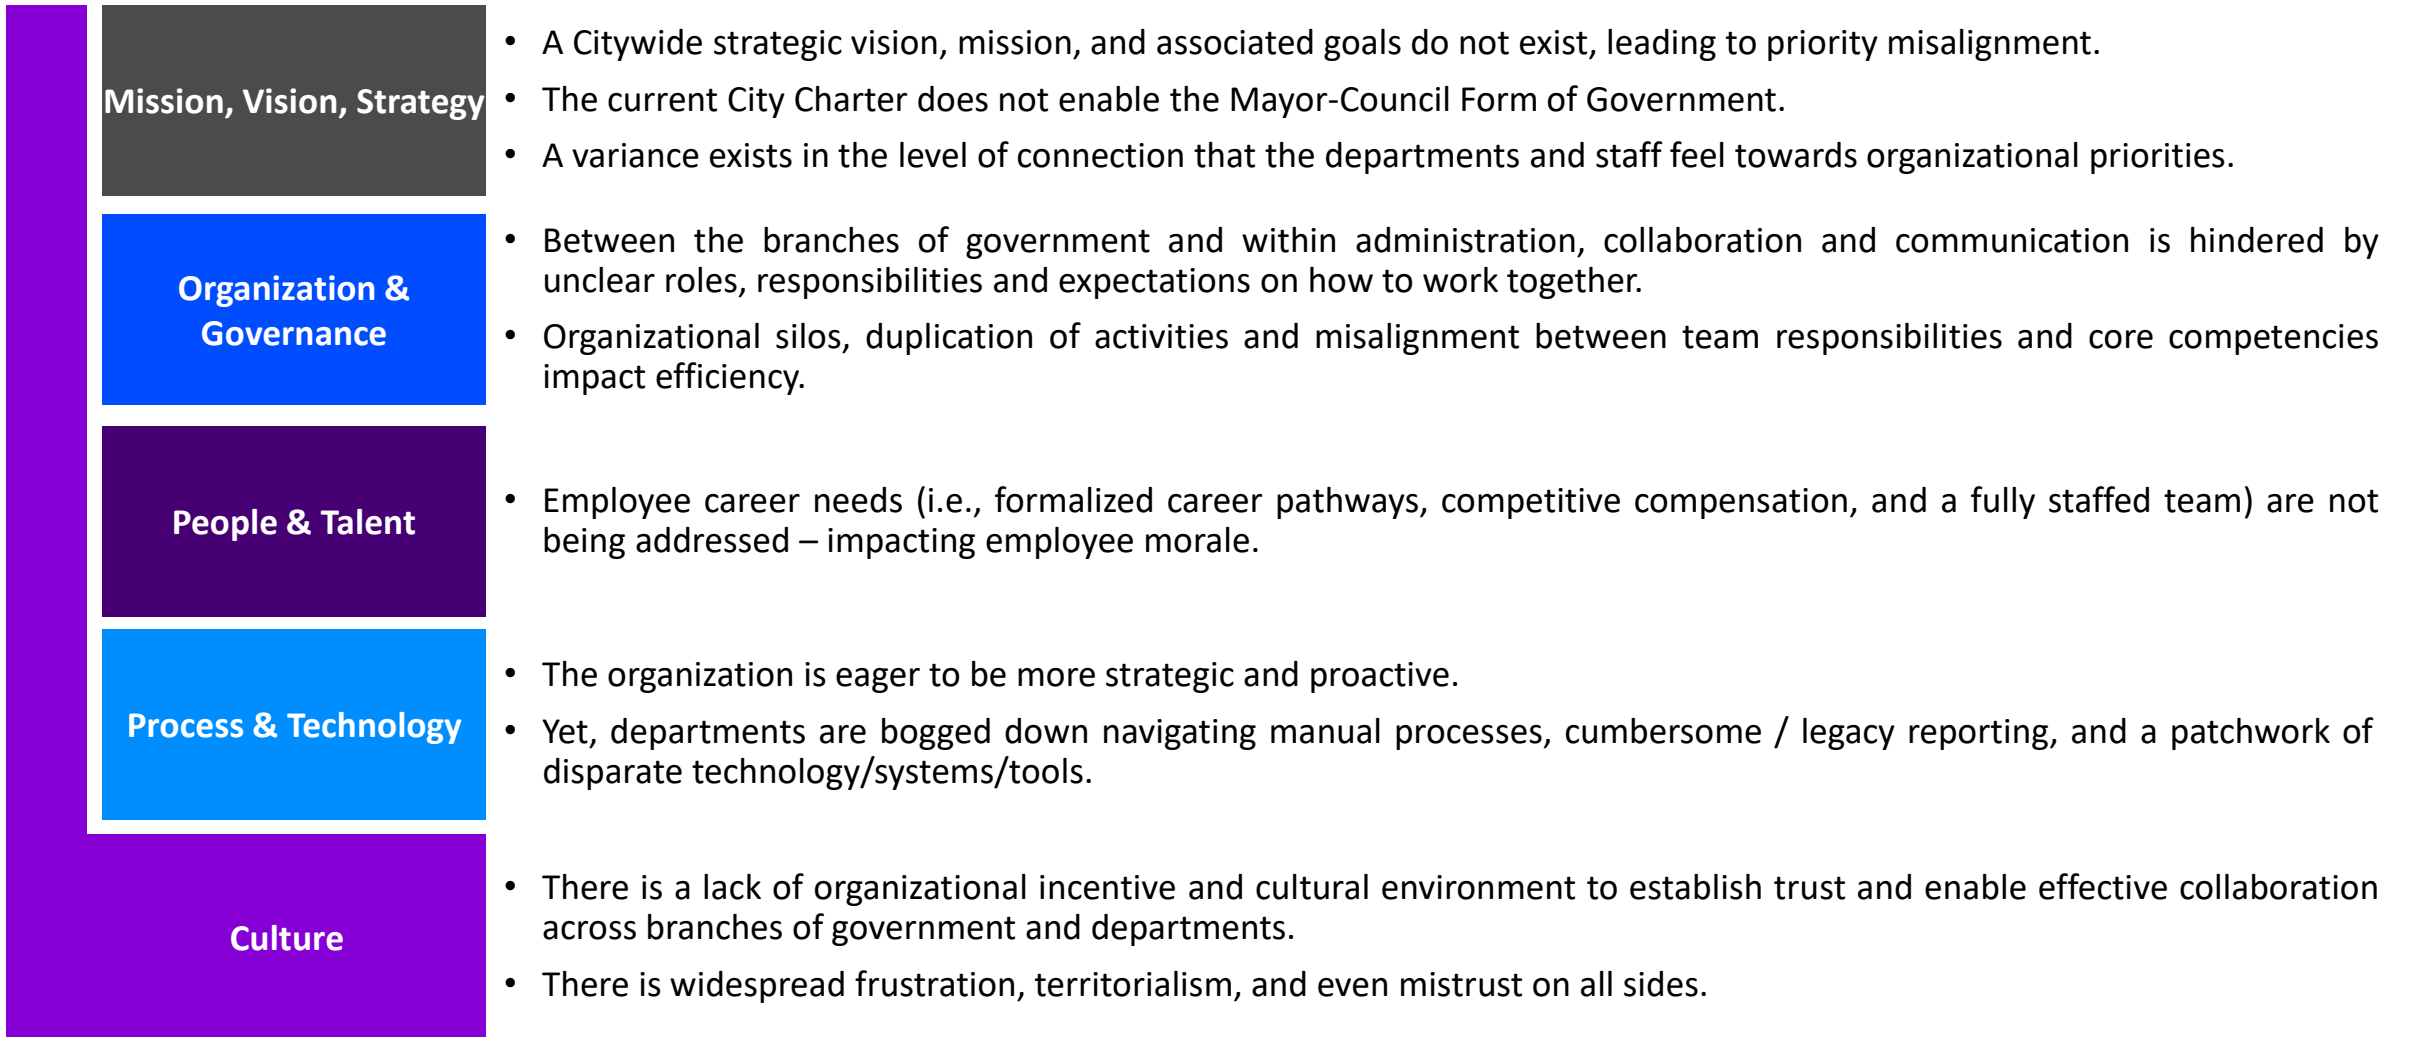 Mission, Vision, Strategy
• A Citywide strategic vision, mission, and associated goals do not exist, leading to priority misalignment.
• The current City Charter does not enable the Mayor-Council Form of Government.
• A variance exists in the level of connection that the departments and staff feel towards organizational priorities.
Organization &
Governance
• Between the branches of government and within administration, collaboration and communication is hindered by
unclear roles, responsibilities and expectations on how to work together.
• Organizational silos, duplication of activities and misalignment between team responsibilities and core competencies
impact efficiency.
People & Talent
• Employee career needs (i.e., formalized career pathways, competitive compensation, and a fully staffed team) are not
being addressed – impacting employee morale.
Process & Technology
• The organization is eager to be more strategic and proactive.
• Yet, departments are bogged down navigating manual processes, cumbersome / legacy reporting, and a patchwork of
disparate technology/systems/tools.
Culture
• There is a lack of organizational incentive and cultural environment to establish trust and enable effective collaboration
across branches of government and departments.
• There is widespread frustration, territorialism, and even mistrust on all sides.